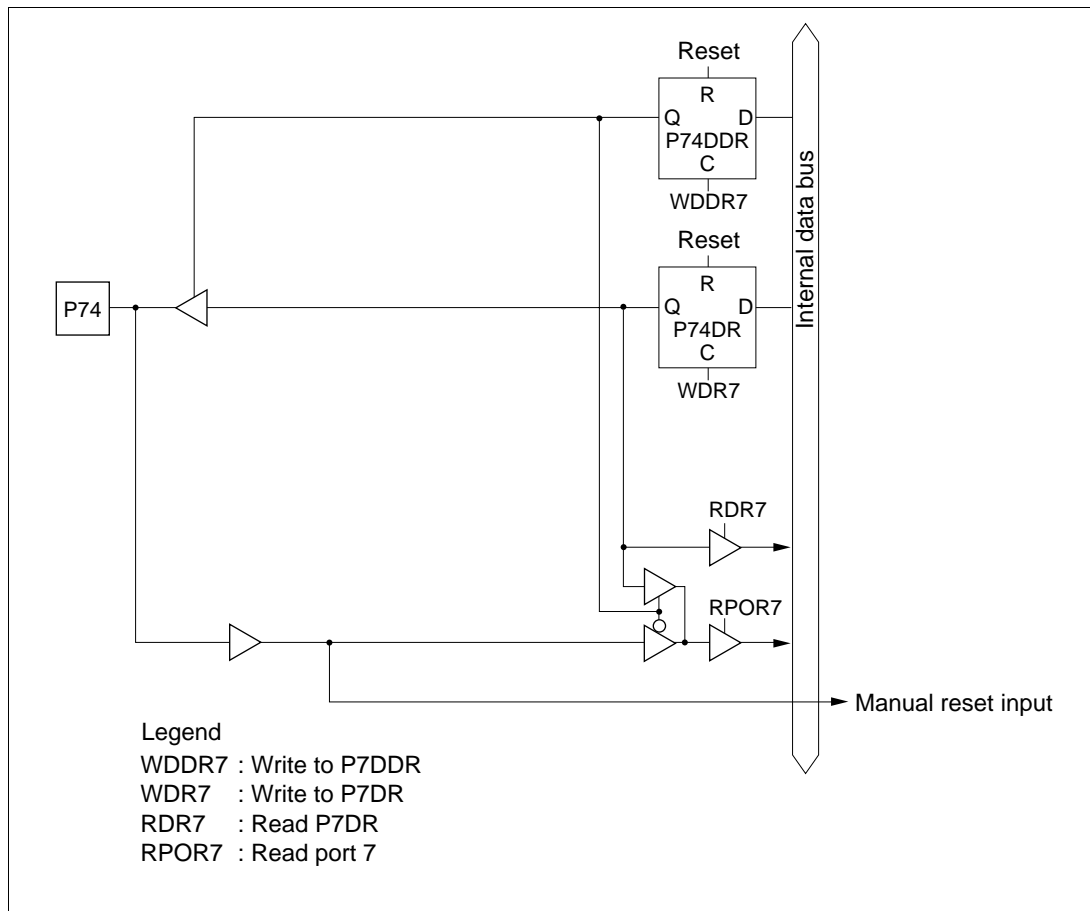 Reset
R
Q D
P74DDR
C
WDDR7
Reset
R
P74
Q D
P74DR
C
WDR7
Internal data bus
RDR7
RPOR7
Manual reset input
Legend
WDDR7 : Write to P7DDR
WDR7 : Write to P7DR
RDR7 : Read P7DR
RPOR7 : Read port 7